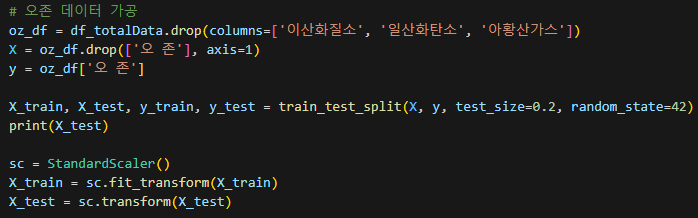 # 오존 데이터 가공
oz_df = df_totalData.drop(columns=['이산화질소', '일산화탄소', '아황산가스'])
X = oz_df.drop(['오 존'], axis=1)
y = oz_df['오 존']
X_train, X_test, y_train, y_test = train_test_split(X, y, test_size=0.2, random_state=42)
print(X_test)
sc = StandardScaler()
X_train = sc.fit_transform(X_train)
X_test = sc.transform(X_test)